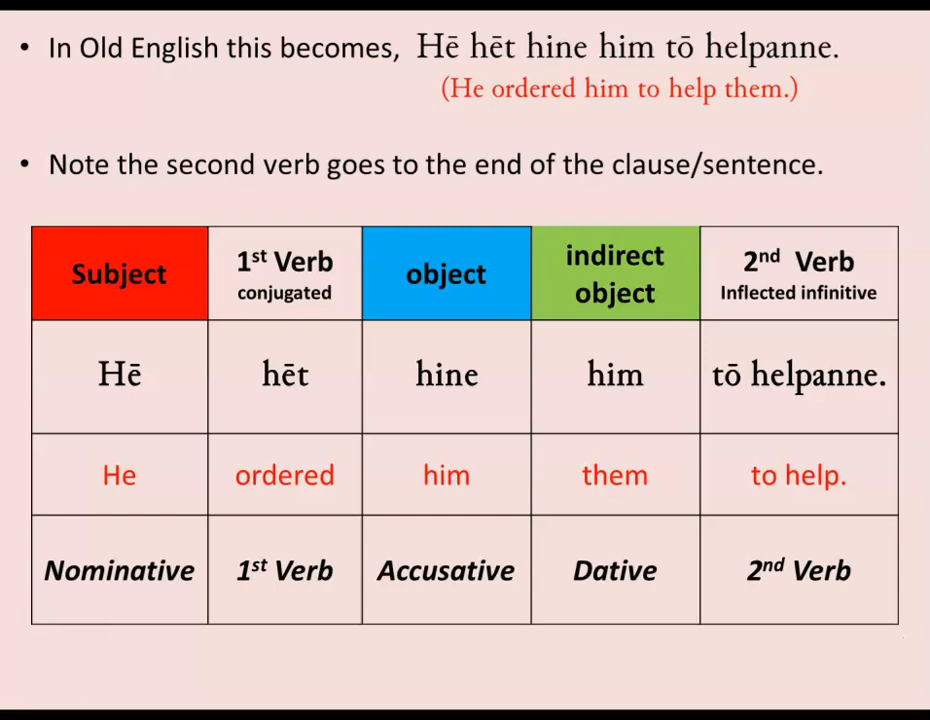 • In Old English this becomes, Hē hēt hine him tō helpanne.
(He ordered him to help them.)
• Note the second verb goes to the end of the clause/sentence.
Subject 1st Verb conjugated object indirect object 2nd Verb Inflected infinitive
Hē hēt hine him tō helpanne.
He ordered him them to help.
Nominative 1st Verb Accusative Dative 2nd Verb